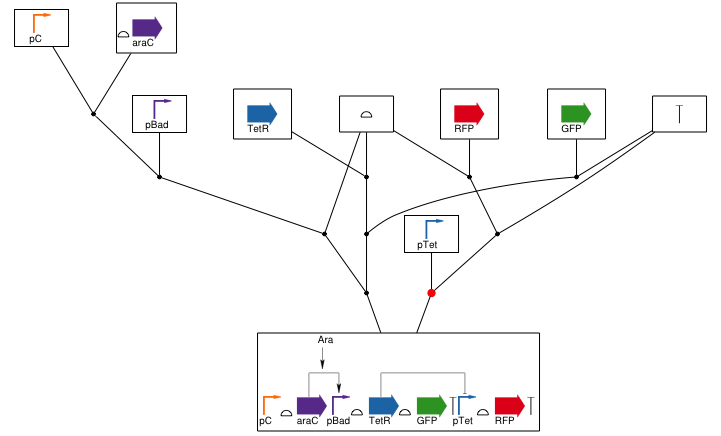 pC
araC
pBad
TetR
RFP
GFP
pTet
Ara
pC araC pBad TetR GFP pTet RFP